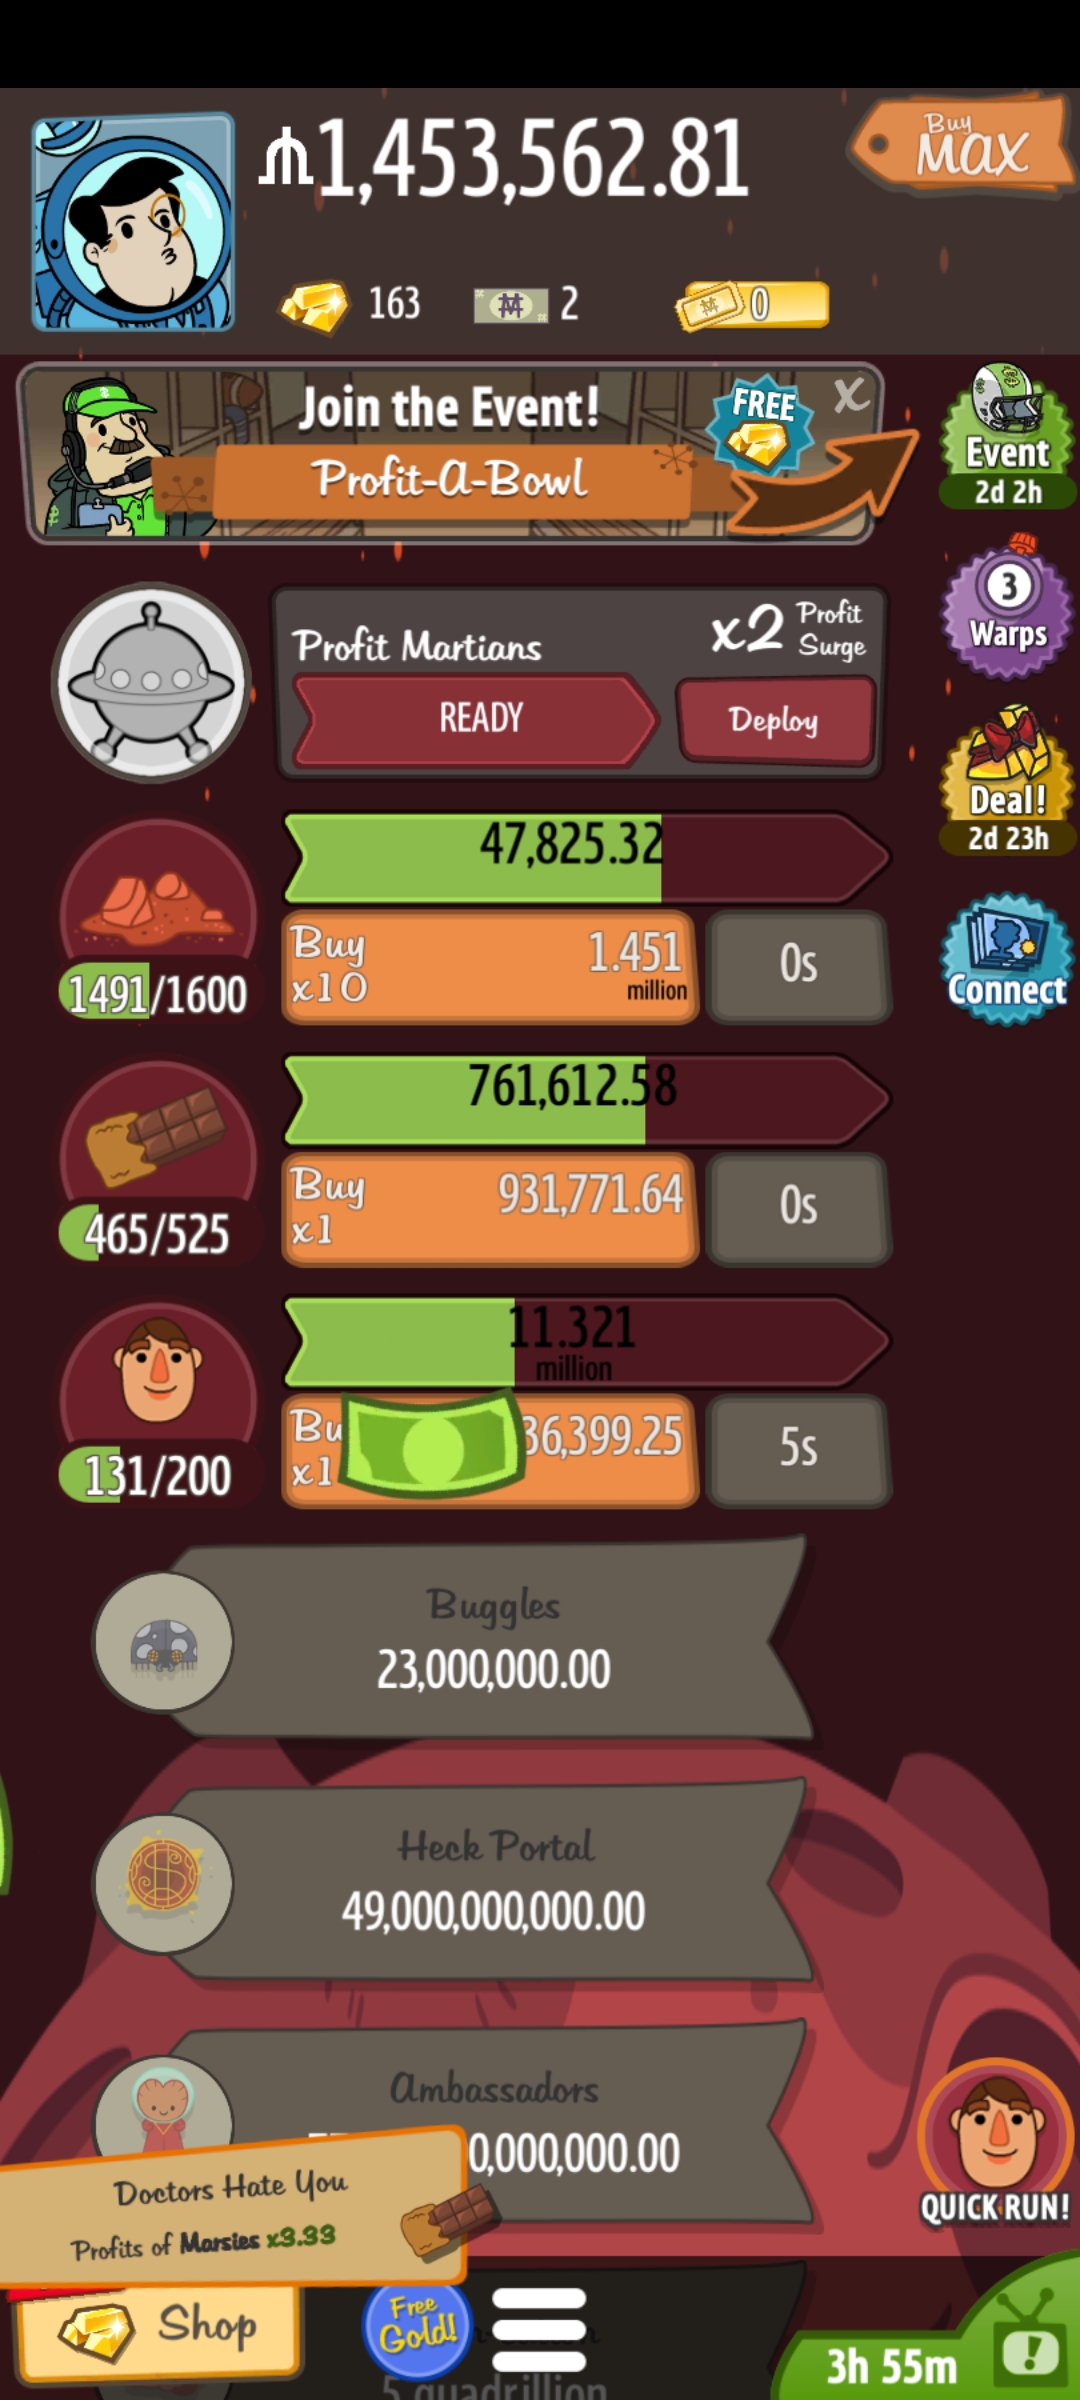 1,453,562.81
Buy
MAX
163
2
0
Join the Event!
Profit-A-Bowl
FREE
X
Event
2d 2h
3
Warps
Deal!
2d 23h
Connect
Profit Martians
x2 Profit Surge
READY
Deploy
47,825.32
1491/1600
Buy
x10
1.451
million
0s
761,612.58
465/525
Buy
x1
931,771.64
0s
11.321
million
131/200
x1
36,399.25
5s
Buggles
23,000,000.00
Heck Portal
49,000,000,000.00
Ambassadors
0,000,000.00
Doctors Hate You
Profits of Marsies x3.33
QUICK RUN!
Shop
Free
Gold!
3h 55m
5 quadrillion